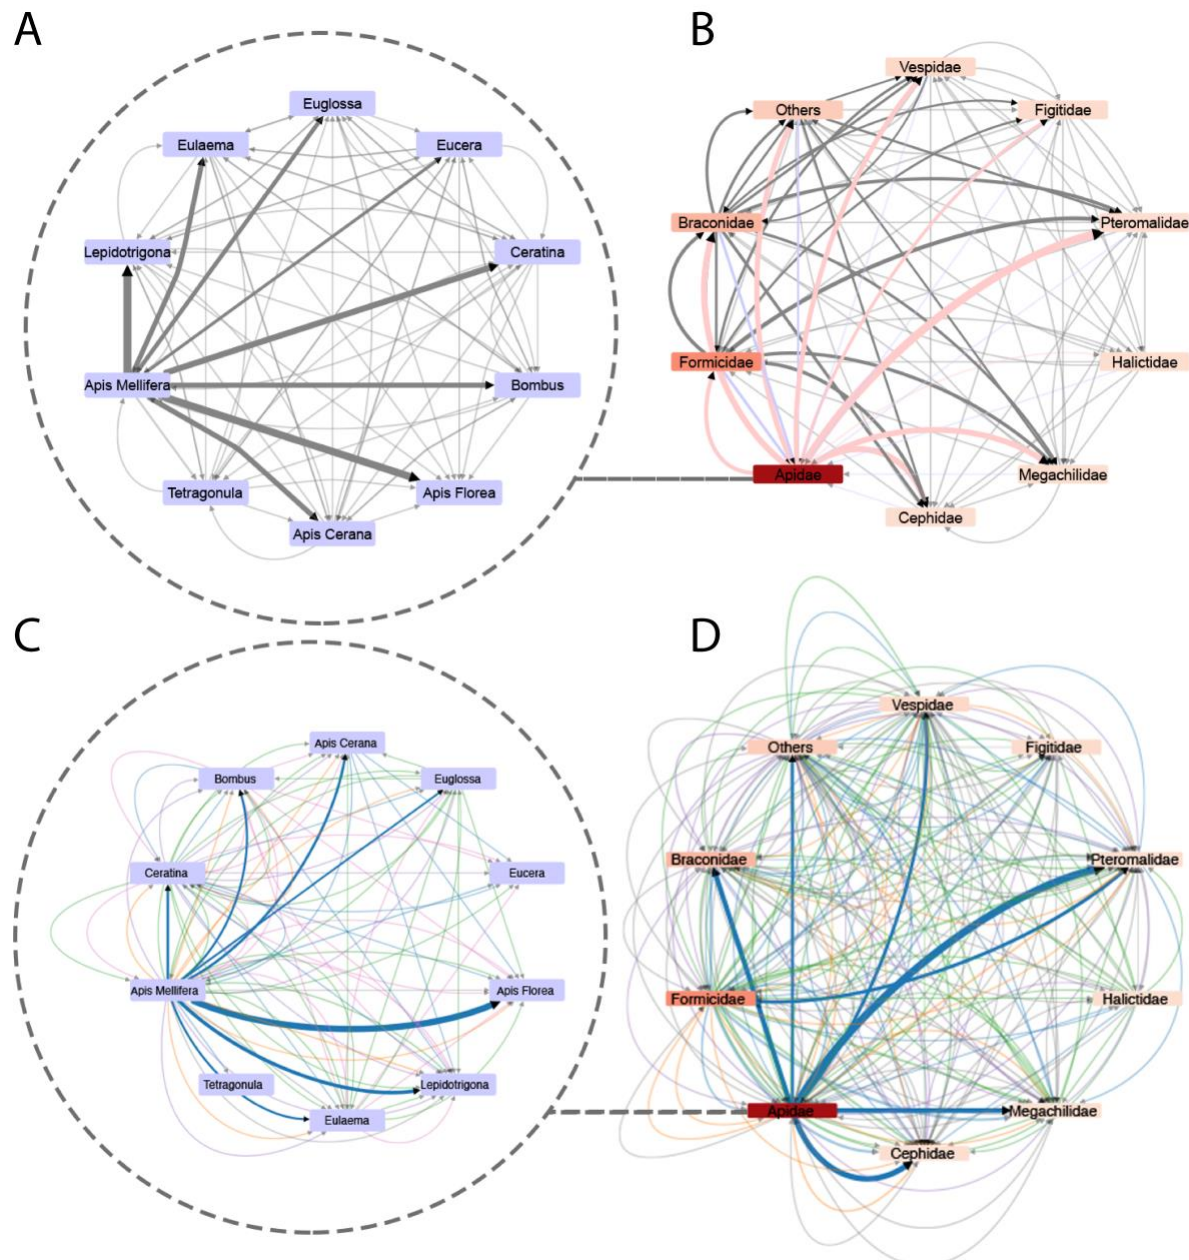 A
Euglossa
Eulaema
Eucera
Lepidotrigona
Ceratina
Apis Mellifera
Bombus
Tetragonula
Apis Florea
Apis Cerana
B
Vespidae
Others
Figitidae
Braconidae
Pteromalidae
Formicidae
Halictidae
Apidae
Megachilidae
Cephidae
C
Apis Cerana
Bombus
Euglossa
Ceratina
Eucera
Apis Mellifera
Apis Florea
Tetragonula
Lepidotrigona
Eulaema
D
Vespidae
Others
Figitidae
Braconidae
Pteromalidae
Formicidae
Halictidae
Apidae
Megachilidae
Cephidae